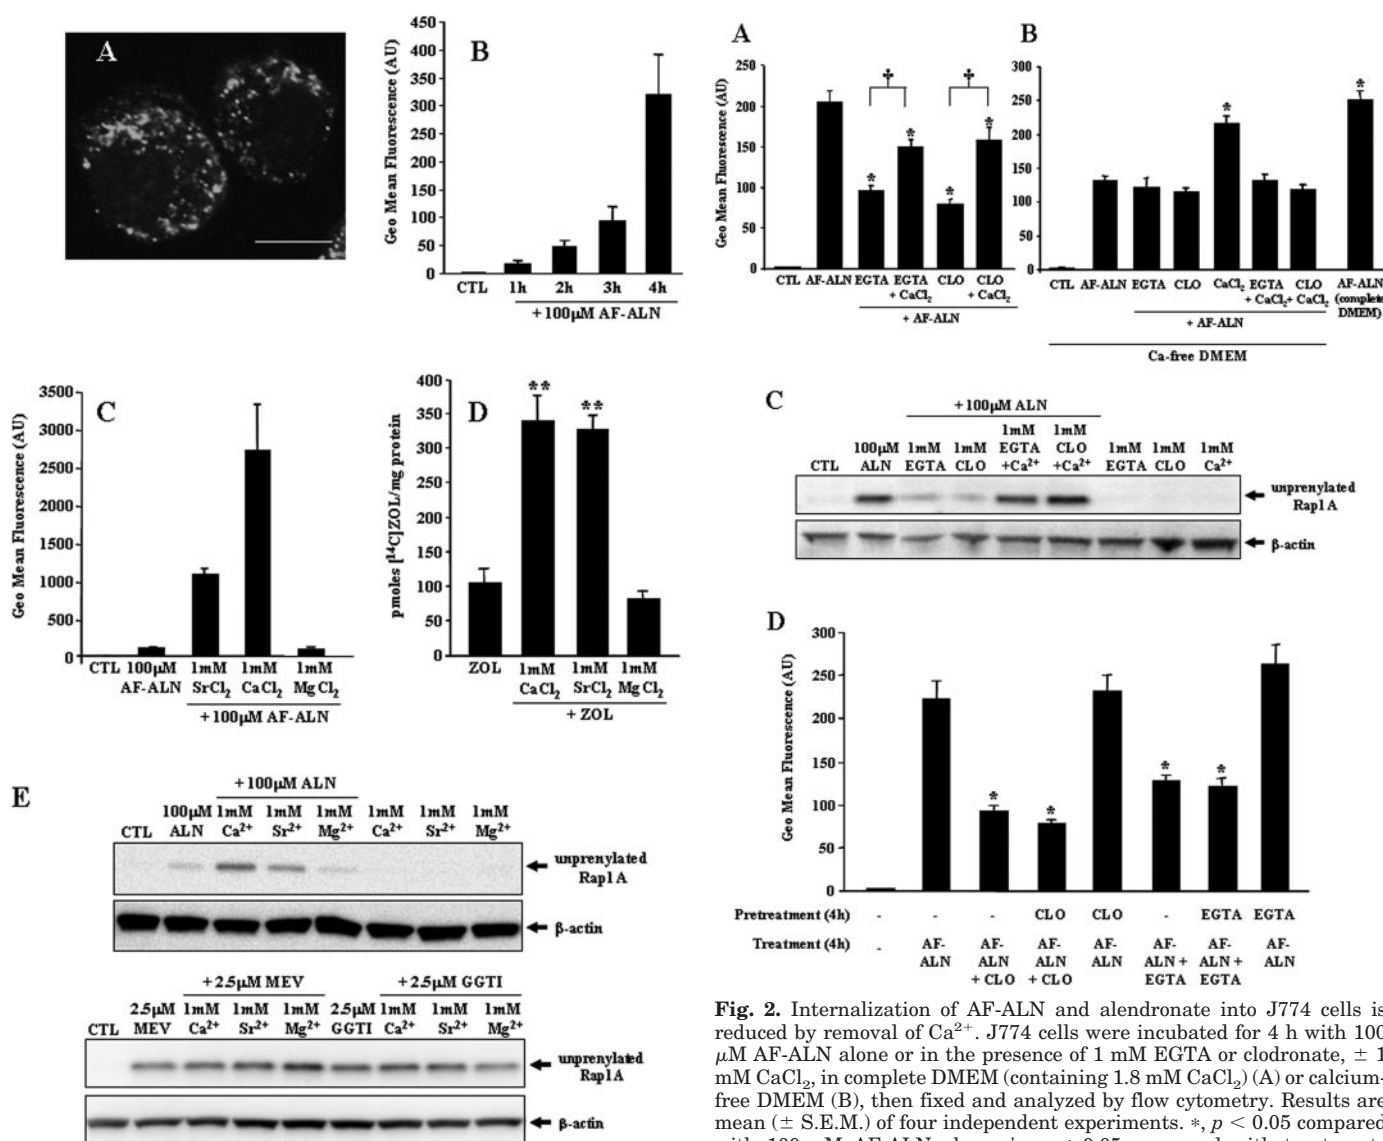 A
B
Geo Mean Fluorescence (AU)
450
400
350
300
250
200
150
100
50
0
CTL 1h 2h 3h 4h
+100μM AF-ALN
C
Geo Mean Fluorescence (AU)
3500
3000
2500
2000
1500
1000
500
0
CTL 100μM 1mM 1mM 1mM
AF-ALN SrCl2 CaCl2 MgCl2
+100μM AF-ALN
D
pmoles [14C]ZOL/mg protein
400
350
300
250
200
150
100
50
0
** **
ZOL 1mM 1mM 1mM
CaCl2 SrCl2 MgCl2
+ ZOL
E
+100μM ALN
100μM 1mM 1mM 1mM 1mM 1mM 1mM
CTL ALN Ca2+ Sr2+ Mg2+ Ca2+ Sr2+ Mg2+
unprenylated
Rap1A
β-actin
+2.5μM MEV +2.5μM GGTI
2.5μM 1mM 1mM 1mM 2.5μM 1mM 1mM 1mM
CTL MEV Ca2+ Sr2+ Mg2+ GGTI Ca2+ Sr2+ Mg2+
unprenylated
Rap1A
β-actin
A
Geo Mean Fluorescence (AU)
250
200
150
100
50
0
† †
* * * *
CTL AF-ALN EGTA EGTA CLO CLO
+ CaCl2 + CaCl2
+ AF-ALN
B
300
250
200
150
100
50
0
* *
CTL AF-ALN EGTA CLO CaCl2 EGTA CLO AF-ALN
+ CaCl2 + CaCl2 (complete
DMEM)
+ AF-ALN
Ca-free DMEM
C
+100μM ALN
1mM 1mM
100μM 1mM 1mM EGTA CLO 1mM 1mM 1mM
CTL ALN EGTA CLO +Ca2+ +Ca2+ EGTA CLO Ca2+
unprenylated
Rap1A
β-actin
D
Geo Mean Fluorescence (AU)
300
250
200
150
100
50
0
* * * *
Pretreatment (4h) - - - CLO CLO - EGTA EGTA
Treatment (4h) - AF- AF- AF- AF- AF- AF- AF-
ALN ALN ALN ALN ALN + ALN + ALN
+ CLO + CLO EGTA EGTA
Fig. 2. Internalization of AF-ALN and alendronate into J774 cells is
reduced by removal of Ca2+. J774 cells were incubated for 4 h with 100
μM AF-ALN alone or in the presence of 1 mM EGTA or clodronate, ± 1
mM CaCl2, in complete DMEM (containing 1.8 mM CaCl2) (A) or calcium-
free DMEM (B), then fixed and analyzed by flow cytometry. Results are
mean (± S.E.M.) of four independent experiments. *, p < 0.05 compared